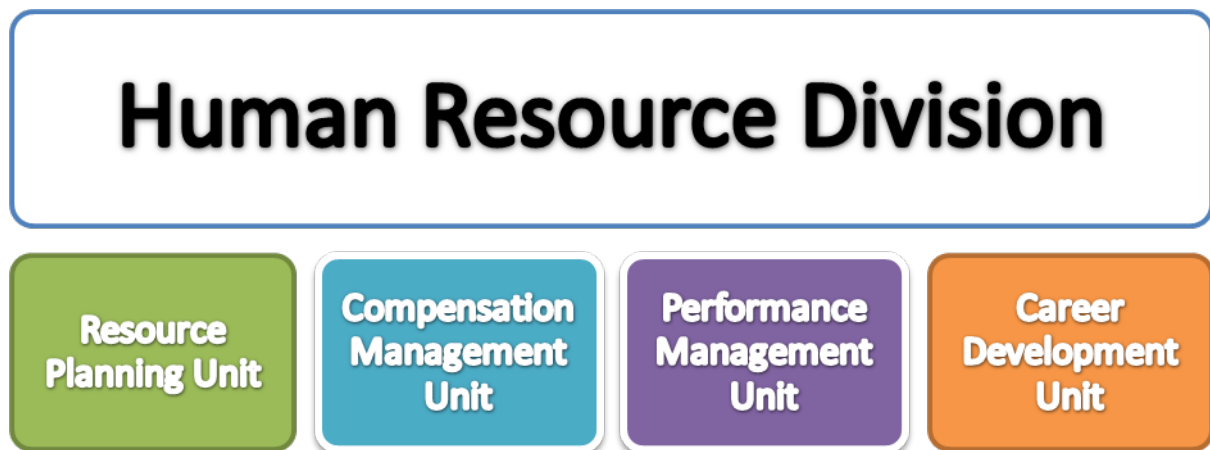 Human Resource Division
Resource
Planning Unit
Compensation
Management
Unit
Performance
Management
Unit
Career
Development
Unit